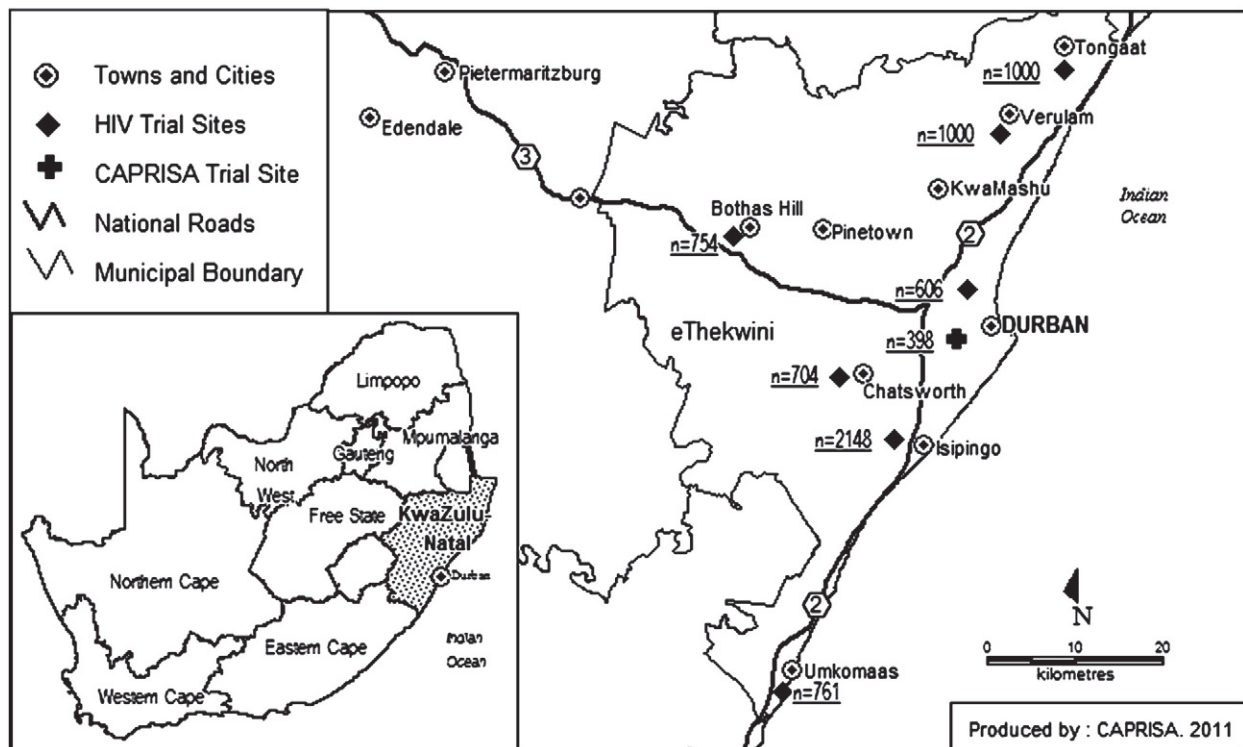 Towns and Cities
HIV Trial Sites
CAPRISA Trial Site
National Roads
Municipal Boundary
Pietermaritzburg
Edendale
3
Tongaat
n=1000
Verulam
n=1000
KwaMashu
Indian
Ocean
Bothas Hill
Pinetown
n=754
2
n=606
eThekwini
DURBAN
n=398
n=704
Chatsworth
n=2148
Isipingo
2
Umkomaas
n=761
N
0 10 20
kilometres
Produced by : CAPRISA. 2011
Limpopo
Mpumalanga
Gauteng
North
West
Free State
KwaZulu-
Natal
Durban
Northern Cape
Eastern Cape
Indian
Ocean
Western Cape